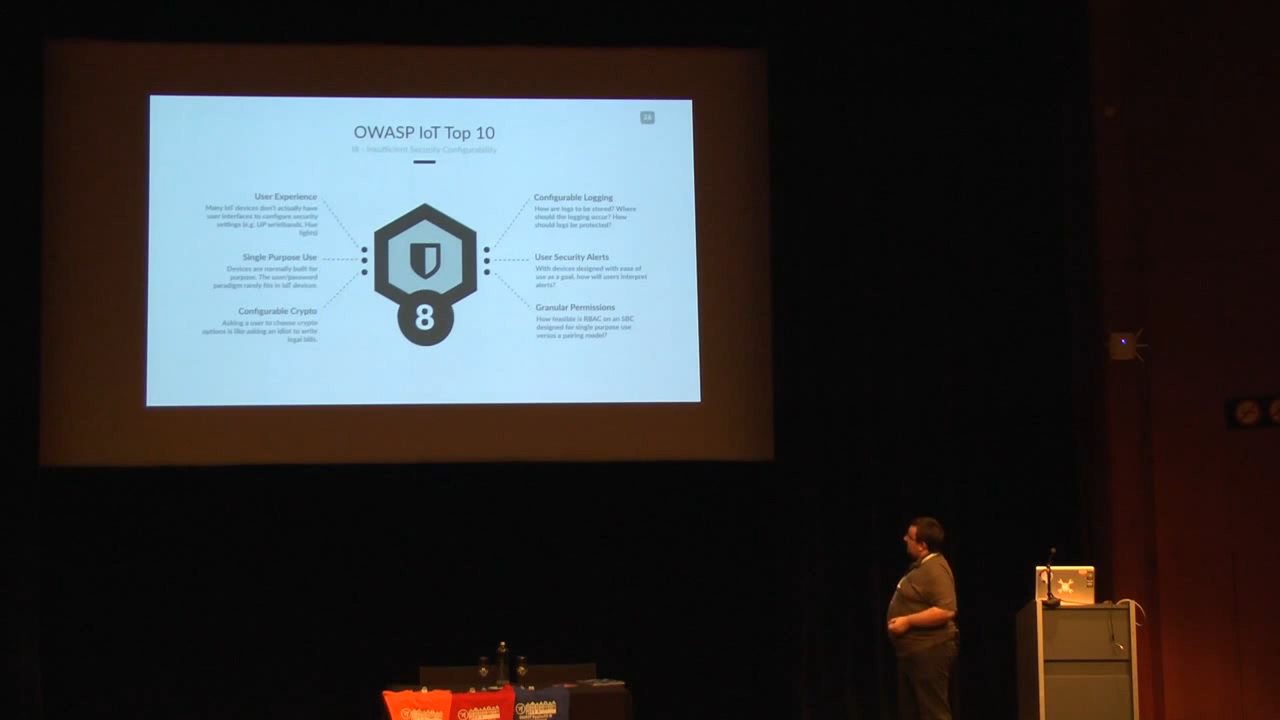 26
OWASP IoT Top 10
I8 - Insufficient Security Configurability
User Experience
Many IoT devices don't actually have
user interfaces to configure security
settings (e.g. UP wristbands, Hue
lights)
Single Purpose Use
Devices are normally built for
purpose. The user/password
paradigm rarely fits in IoT devices.
Configurable Crypto
Asking a user to choose crypto
options is like asking an idiot to write
legal
8
Configurable Logging
How are logs to be stored? Where
should the logging occur? How
should logs be protected?
User Security Alerts
With devices designed with ease of
use as a goal, how will users interpret
alerts?
Granular Permissions
How feasible is RBAC on an SBC
designed for single purpose use
versus a pairing model?